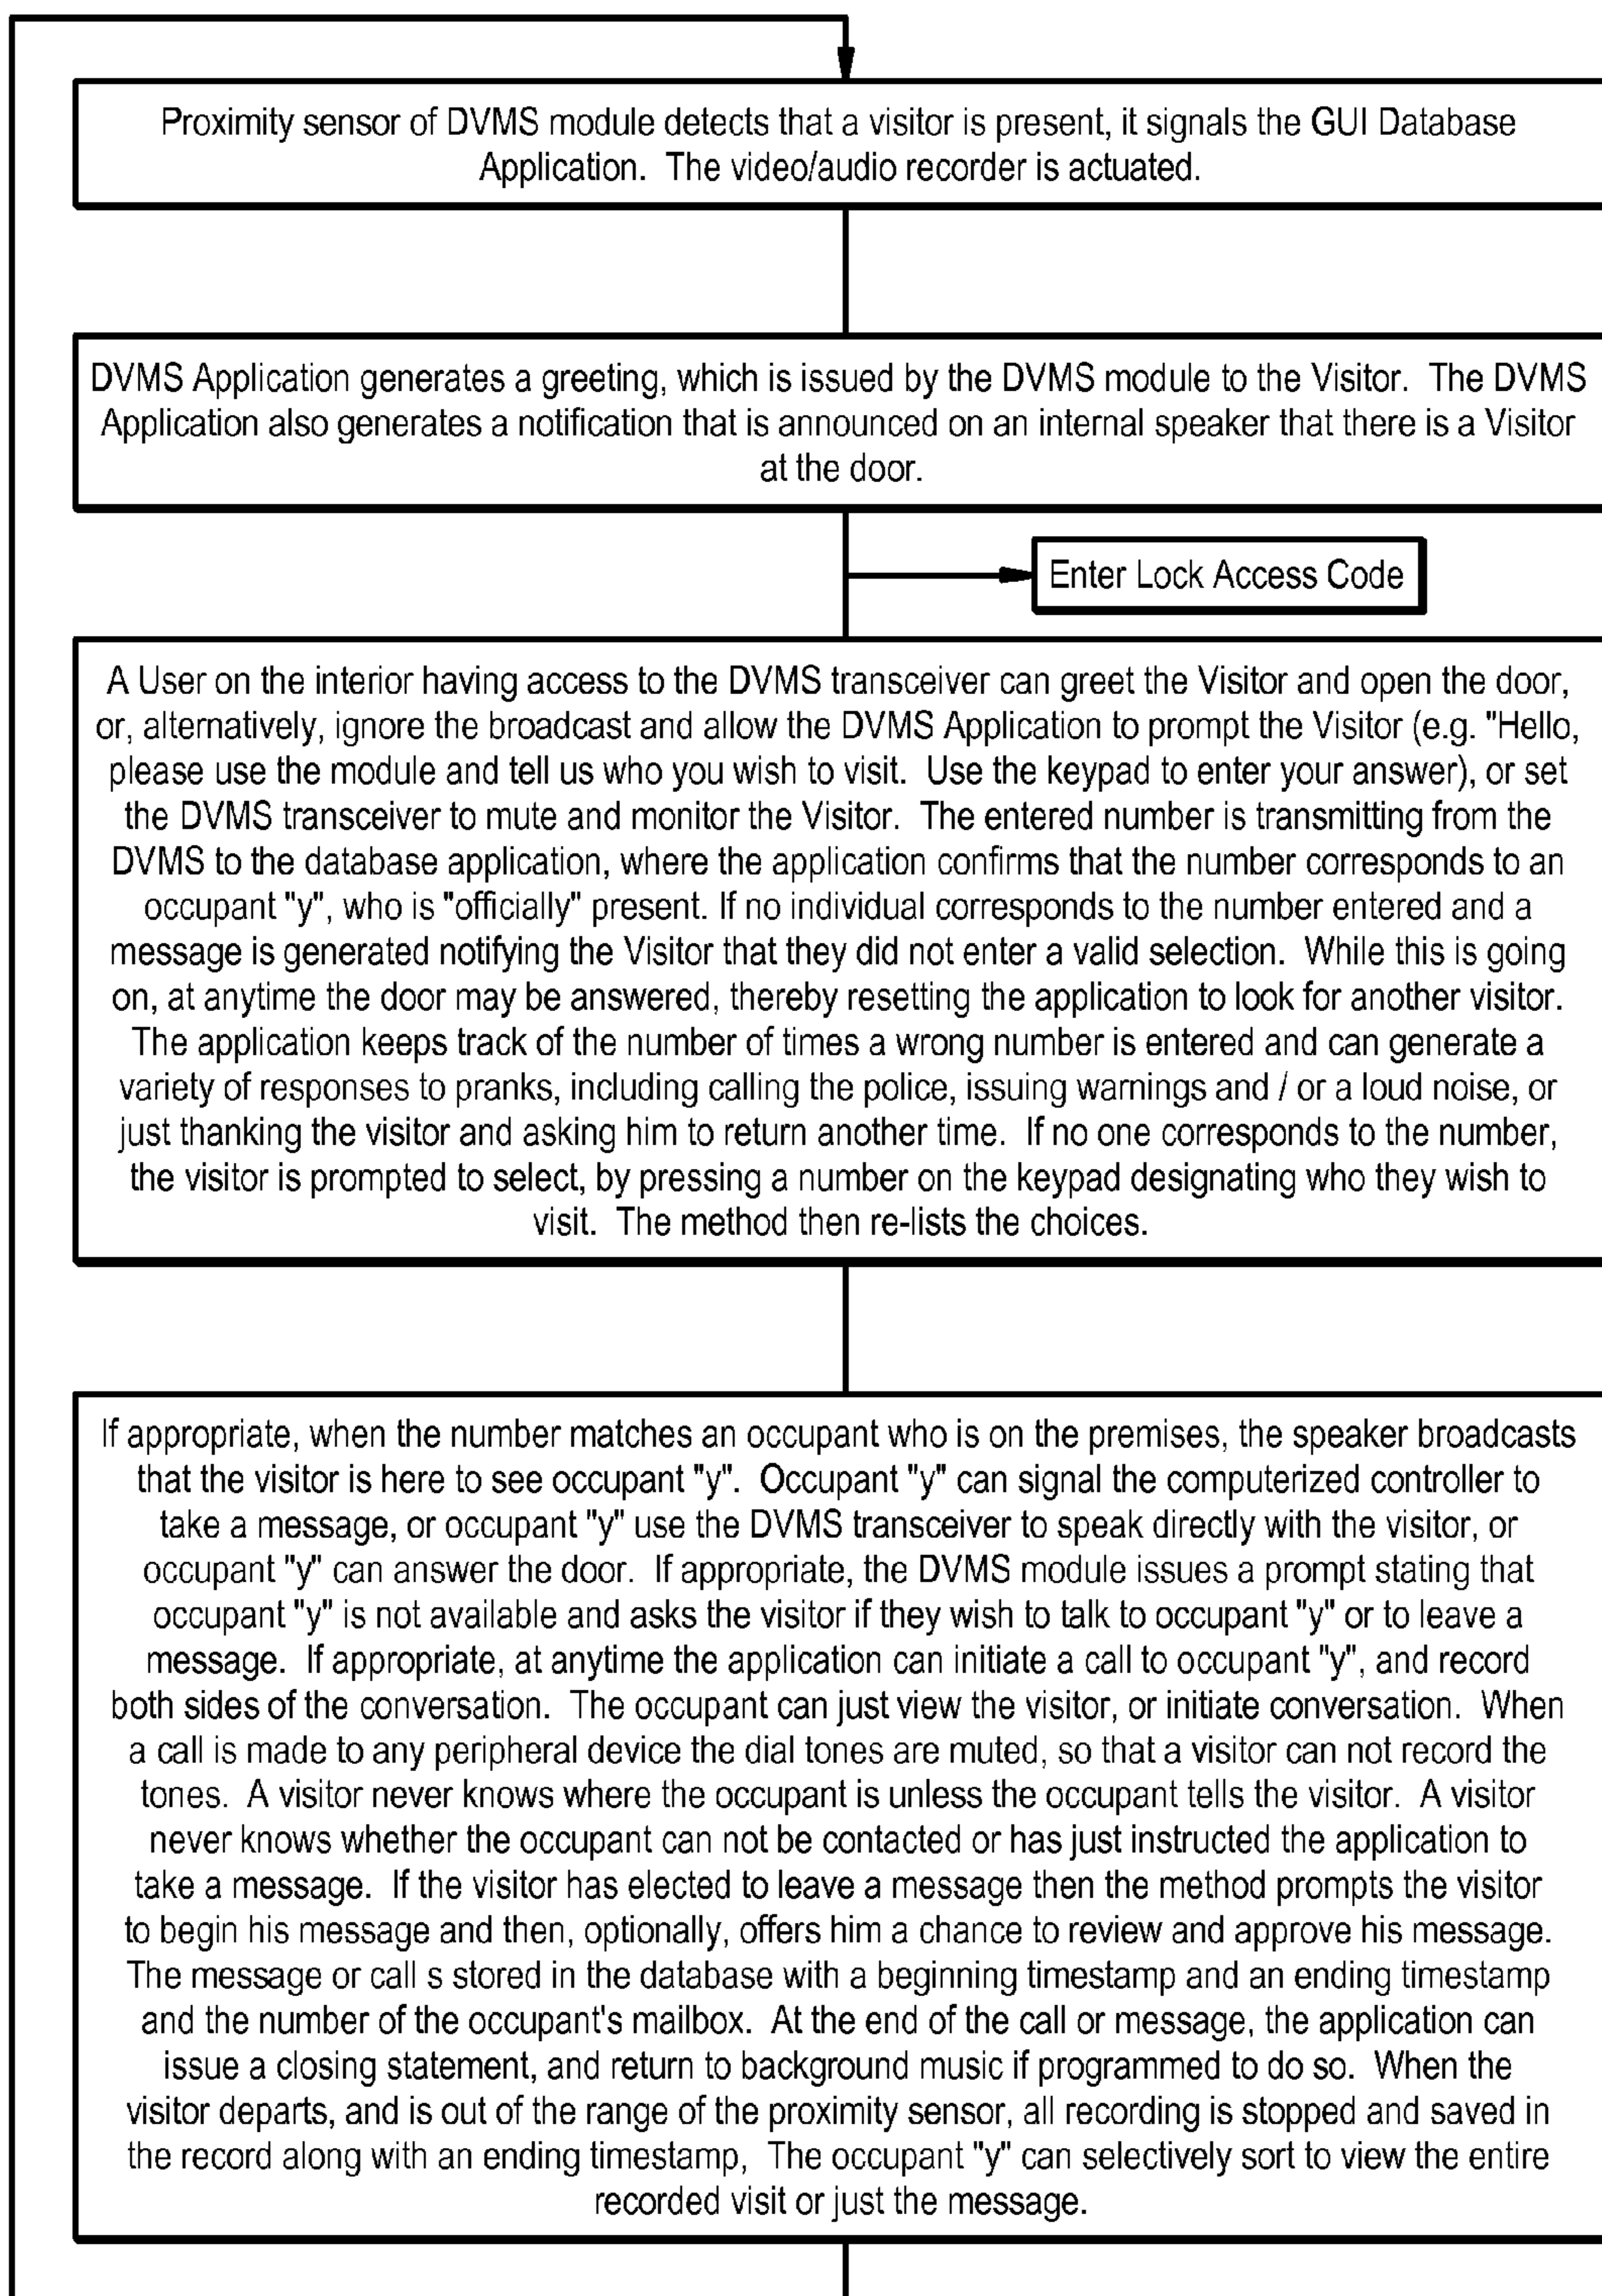 Proximity sensor of DVMS module detects that a visitor is present, it signals the GUI Database
Application.  The video/audio recorder is actuated.
DVMS Application generates a greeting, which is issued by the DVMS module to the Visitor.  The DVMS
Application also generates a notification that is announced on an internal speaker that there is a Visitor
at the door.
Enter Lock Access Code
A User on the interior having access to the DVMS transceiver can greet the Visitor and open the door,
or, alternatively, ignore the broadcast and allow the DVMS Application to prompt the Visitor (e.g. "Hello,
please use the module and tell us who you wish to visit.  Use the keypad to enter your answer), or set
the DVMS transceiver to mute and monitor the Visitor.  The entered number is transmitting from the
DVMS to the database application, where the application confirms that the number corresponds to an
occupant "y", who is "officially" present. If no individual corresponds to the number entered and a
message is generated notifying the Visitor that they did not enter a valid selection.  While this is going
on, at anytime the door may be answered, thereby resetting the application to look for another visitor.
The application keeps track of the number of times a wrong number is entered and can generate a
variety of responses to pranks, including calling the police, issuing warnings and / or a loud noise, or
just thanking the visitor and asking him to return another time.  If no one corresponds to the number,
the visitor is prompted to select, by pressing a number on the keypad designating who they wish to
visit.  The method then re-lists the choices.
If appropriate, when the number matches an occupant who is on the premises, the speaker broadcasts
that the visitor is here to see occupant "y".  Occupant "y" can signal the computerized controller to
take a message, or occupant "y" use the DVMS transceiver to speak directly with the visitor, or
occupant "y" can answer the door.  If appropriate, the DVMS module issues a prompt stating that
occupant "y" is not available and asks the visitor if they wish to talk to occupant "y" or to leave a
message.  If appropriate, at anytime the application can initiate a call to occupant "y", and record
both sides of the conversation.  The occupant can just view the visitor, or initiate conversation.  When
a call is made to any peripheral device the dial tones are muted, so that a visitor can not record the
tones.  A visitor never knows where the occupant is unless the occupant tells the visitor.  A visitor
never knows whether the occupant can not be contacted or has just instructed the application to
take a message.  If the visitor has elected to leave a message then the method prompts the visitor
to begin his message and then, optionally, offers him a chance to review and approve his message.
The message or call s stored in the database with a beginning timestamp and an ending timestamp
and the number of the occupant's mailbox.  At the end of the call or message, the application can
issue a closing statement, and return to background music if programmed to do so.  When the
visitor departs, and is out of the range of the proximity sensor, all recording is stopped and saved in
the record along with an ending timestamp,  The occupant "y" can selectively sort to view the entire
recorded visit or just the message.